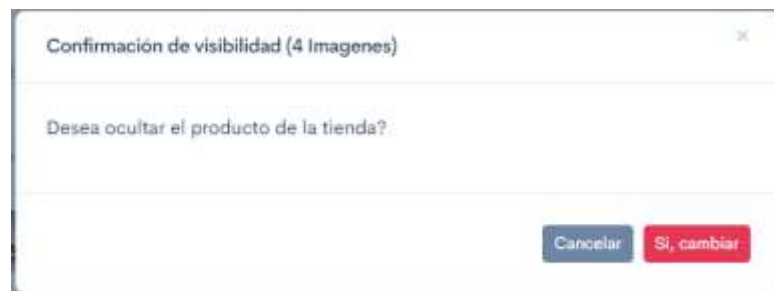 Confirmación de visibilidad (4 Imagenes)
×
Desea ocultar el producto de la tienda?
Cancelar
Si, cambiar